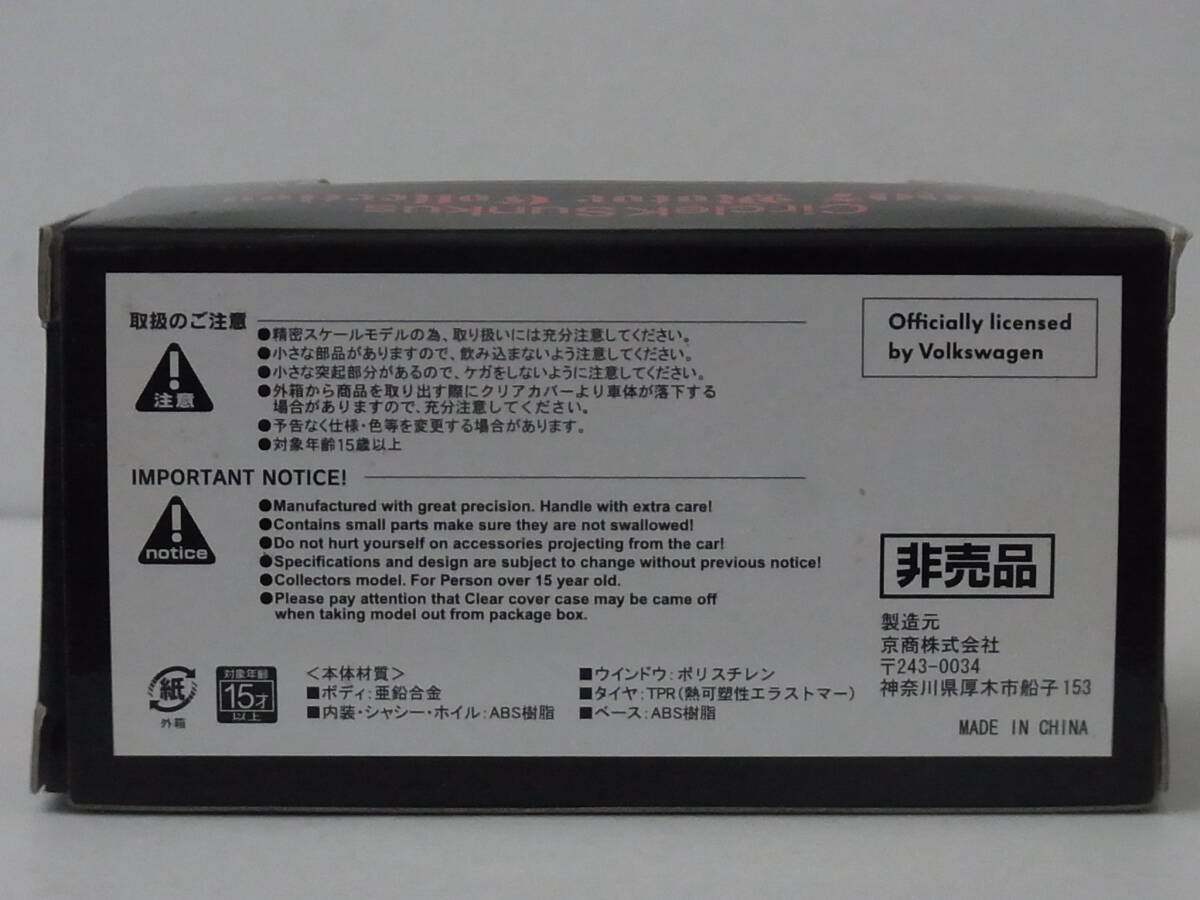 CircleKSunkus
取扱のご注意
注意
●精密スケールモデルの為、取り扱いには充分注意してください。
●小さな部品がありますので、飲み込まないよう注意してください。
●小さな突起部分があるので、ケガをしないように注意してください。
●外箱から商品を取り出す際にクリアカバーより車体が落下する
場合がありますので、充分注意してください。
●予告なく仕様・色等を変更する場合があります。
●対象年齢15歳以上
Officially licensed
by Volkswagen
IMPORTANT NOTICE!
notice
●Manufactured with great precision. Handle with extra care!
●Contains small parts make sure they are not swallowed!
●Do not hurt yourself on accessories projecting from the car!
●Specifications and design are subject to change without previous notice!
●Collectors model. For Person over 15 year old.
●Please pay attention that Clear cover case may be came off
when taking model out from package box.
非売品
製造元
京商株式会社
〒243-0034
神奈川県厚木市船子153
MADE IN CHINA
紙
外箱
対象年齢
15才
以上
＜本体材質＞
■ボディ:亜鉛合金
■内装・シャシー・ホイル:ABS樹脂
■ウインドウ:ポリスチレン
■タイヤ:TPR(熱可塑性エラストマー)
■ベース:ABS樹脂